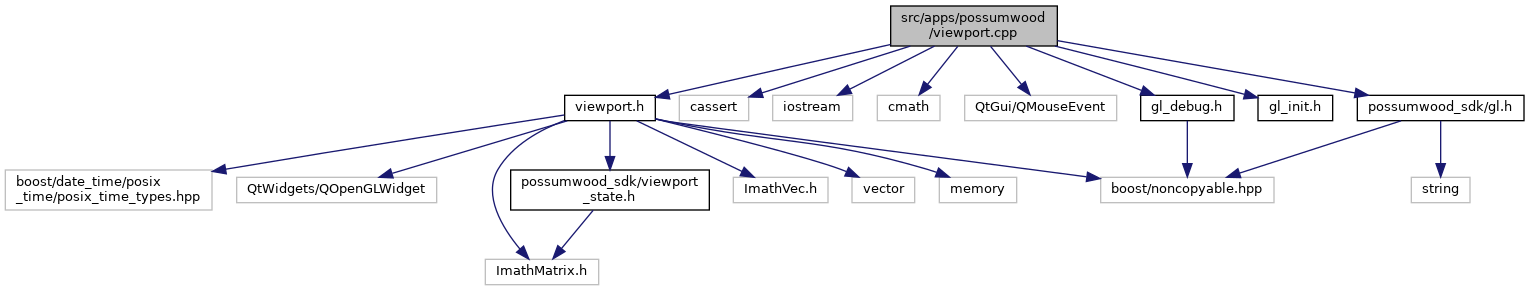 src/apps/possumwood
/viewport.cpp
viewport.h
cassert
iostream
cmath
QtGui/QMouseEvent
gl_debug.h
gl_init.h
possumwood_sdk/gl.h
boost/date_time/posix
_time/posix_time_types.hpp
QtWidgets/QOpenGLWidget
possumwood_sdk/viewport
_state.h
ImathVec.h
vector
memory
boost/noncopyable.hpp
string
ImathMatrix.h